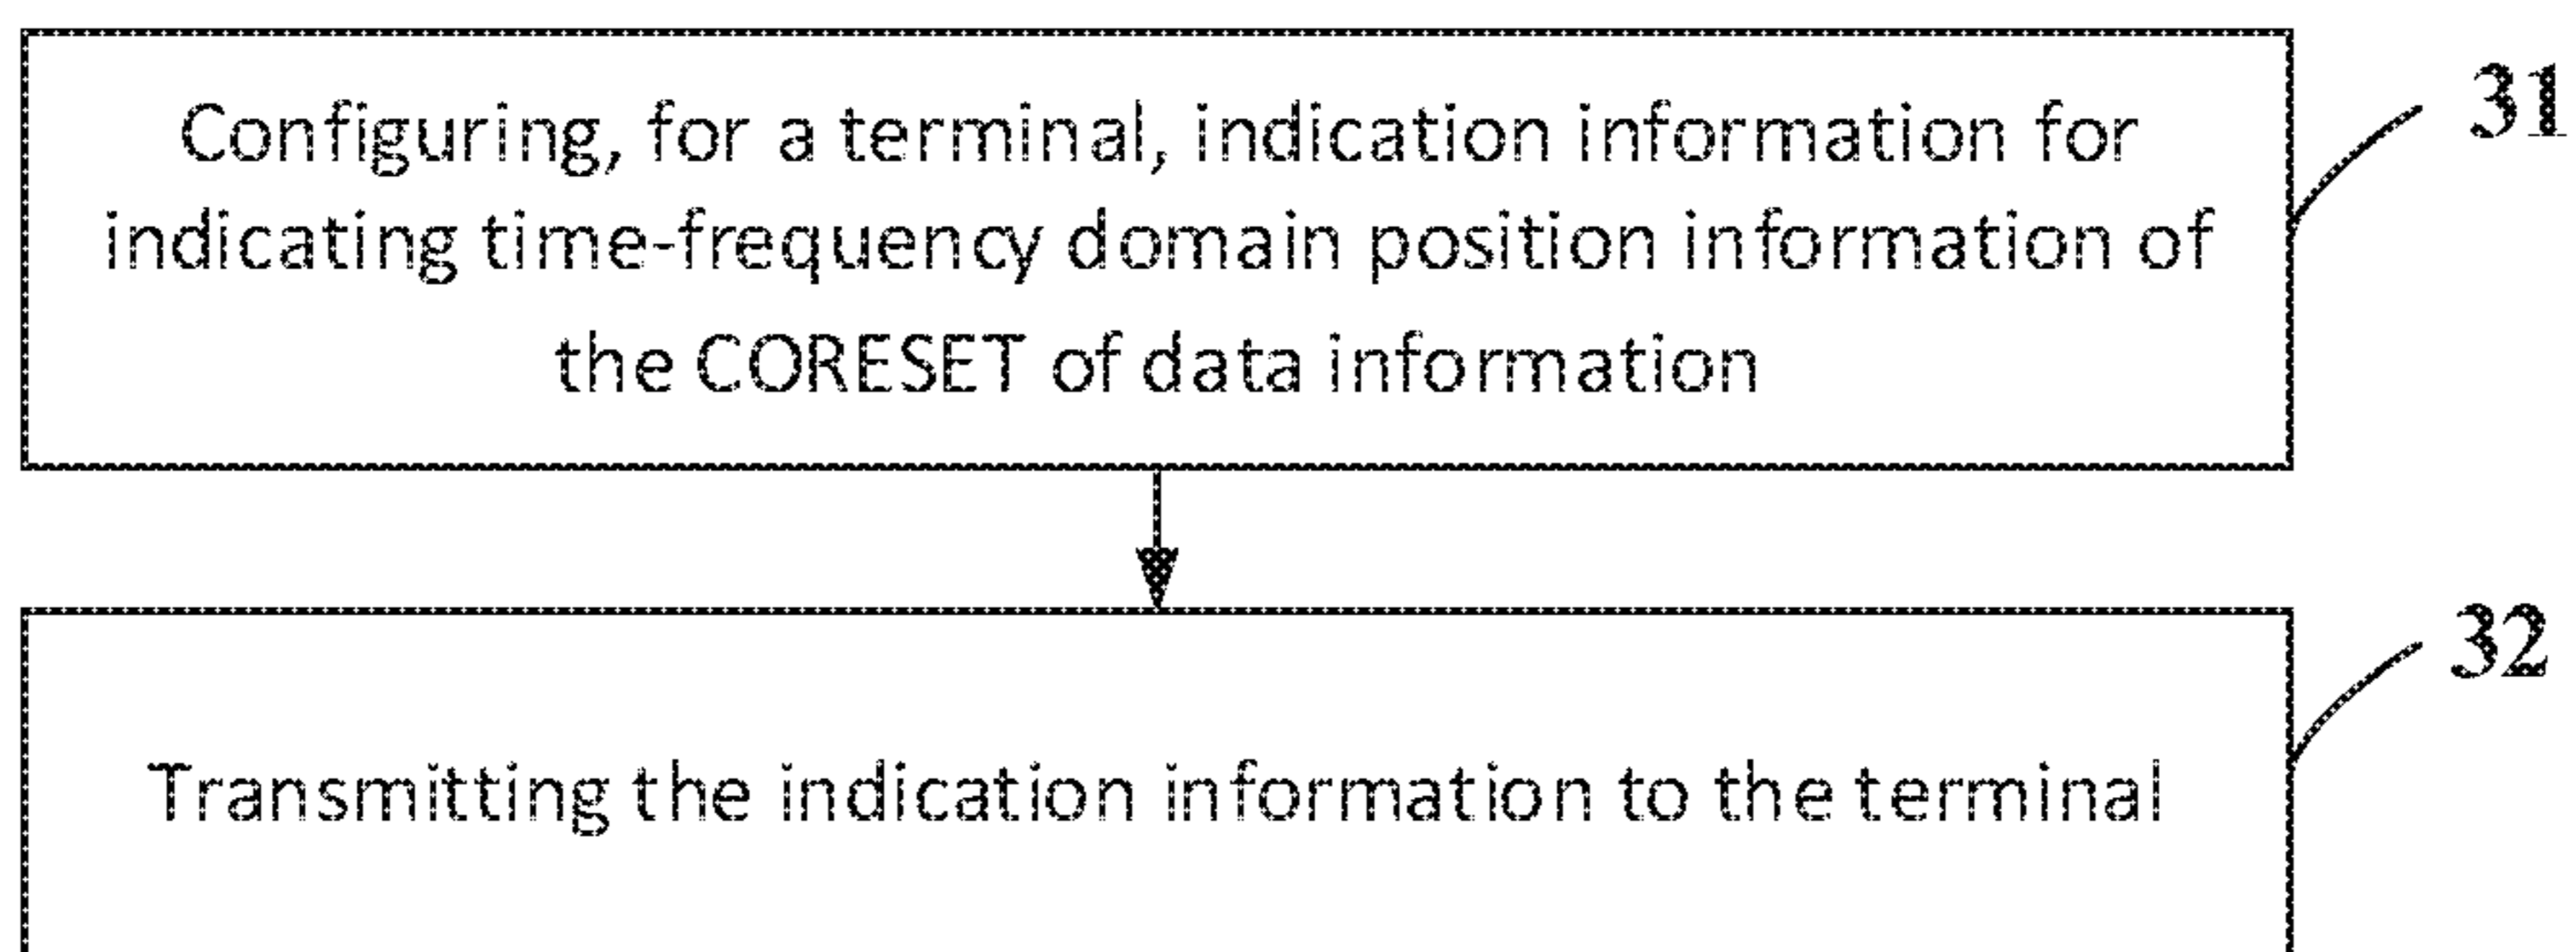 Configuring, for a terminal, indication information for
31
indicating time-frequency domain position information of
the CORESET of data information
32
Transmitting the indication information to the terminal